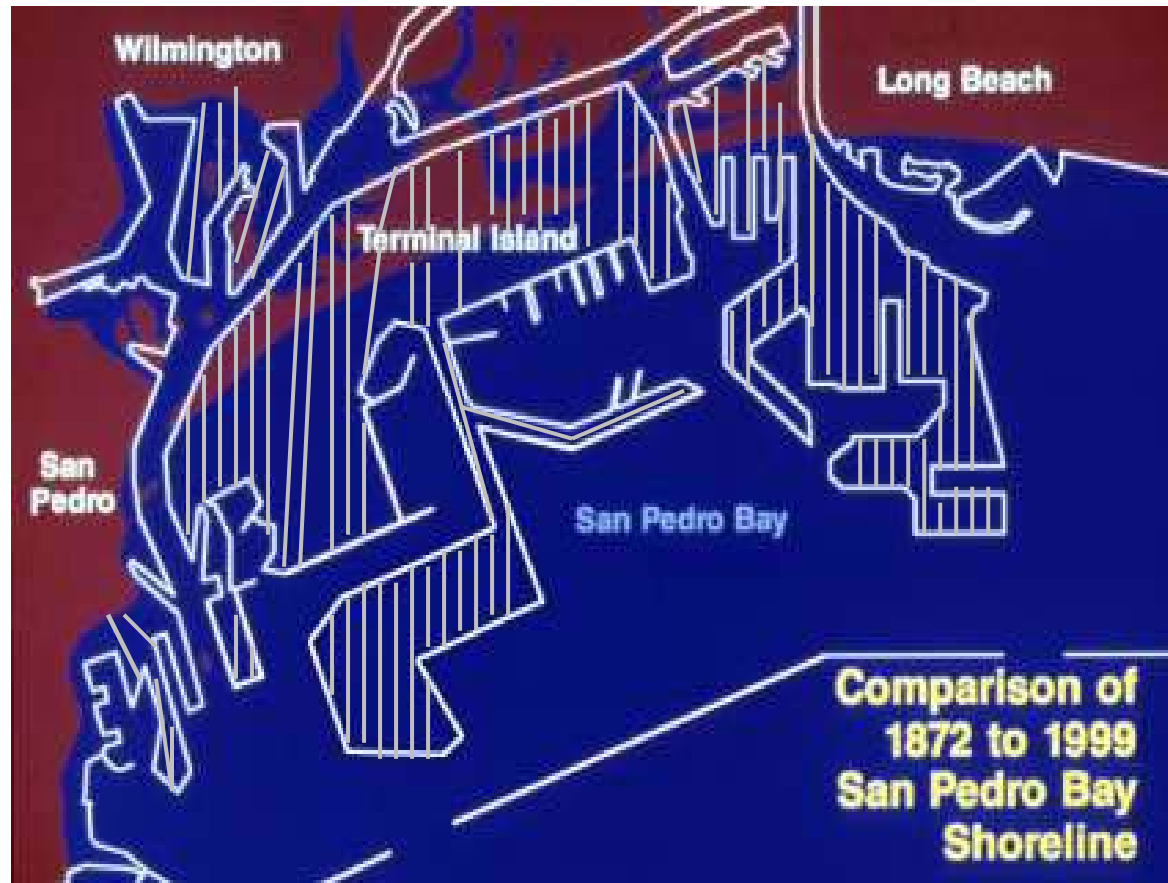 Wilmington
Long Beach
Terminal Island
San
Pedro
San Pedro Bay
Comparison of
1872 to 1999
San Pedro Bay
Shoreline